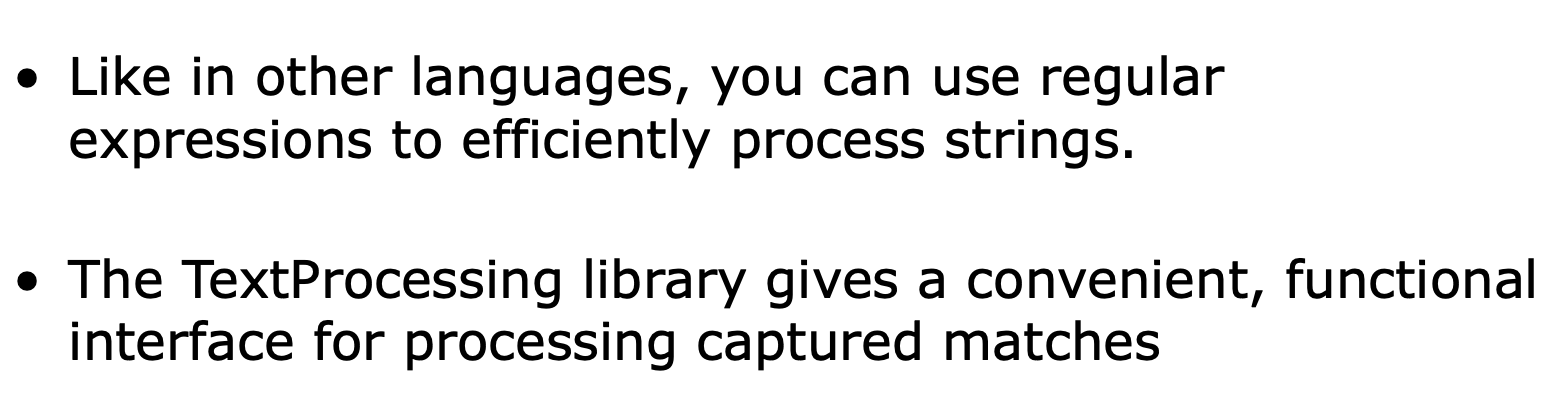 • Like in other languages, you can use regular
expressions to efficiently process strings.
• The TextProcessing library gives a convenient, functional
interface for processing captured matches